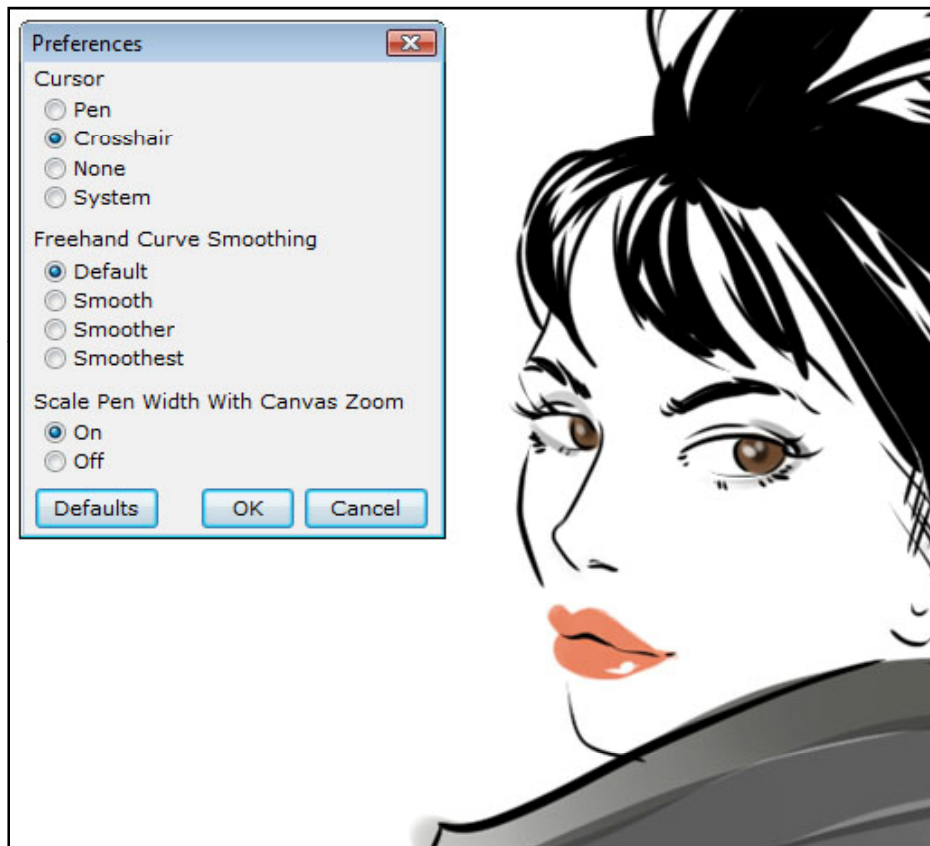 Preferences
Cursor
Pen
Crosshair
None
System
Freehand Curve Smoothing
Default
Smooth
Smoother
Smoothest
Scale Pen Width With Canvas Zoom
On
Off
Defaults OK Cancel